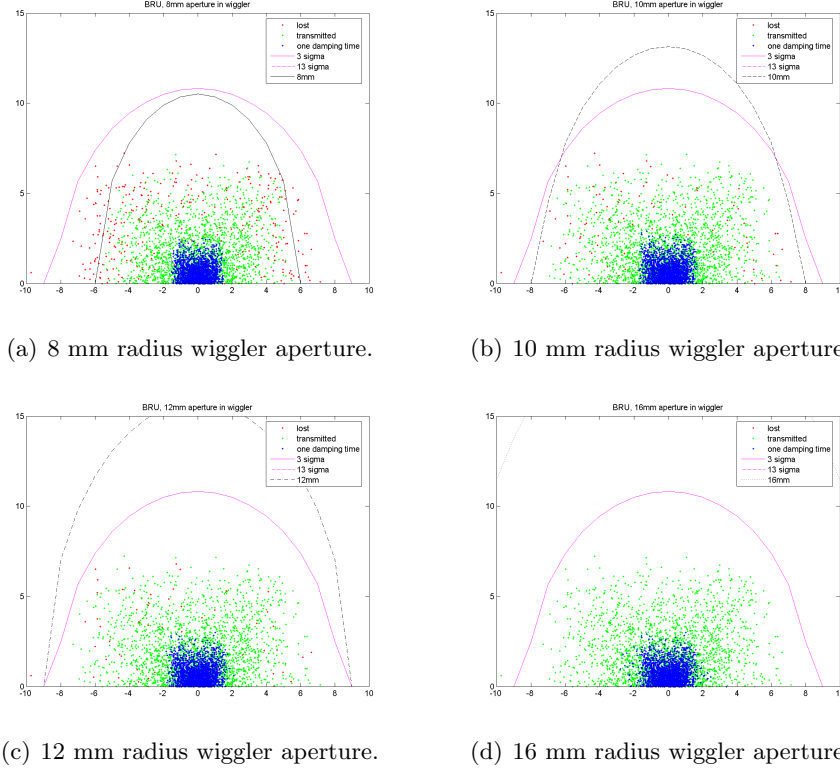 BRU, 8mm aperture in wiggler
15
10
5
0
-10 -8 -6 -4 -2 0 2 4 6 8 10
lost
transmitted
one damping time
3 sigma
13 sigma
8mm
(a) 8 mm radius wiggler aperture.
BRU, 10mm aperture in wiggler
15
10
5
0
-10 -8 -6 -4 -2 0 2 4 6 8 10
lost
transmitted
one damping time
3 sigma
13 sigma
10mm
(b) 10 mm radius wiggler aperture
BRU, 12mm aperture in wiggler
15
10
5
0
-10 -8 -6 -4 -2 0 2 4 6 8 10
lost
transmitted
one damping time
3 sigma
13 sigma
12mm
(c) 12 mm radius wiggler aperture.
BRU, 16mm aperture in wiggler
15
10
5
0
-10 -8 -6 -4 -2 0 2 4 6 8 10
lost
transmitted
one damping time
3 sigma
13 sigma
16mm
(d) 16 mm radius wiggler aperture